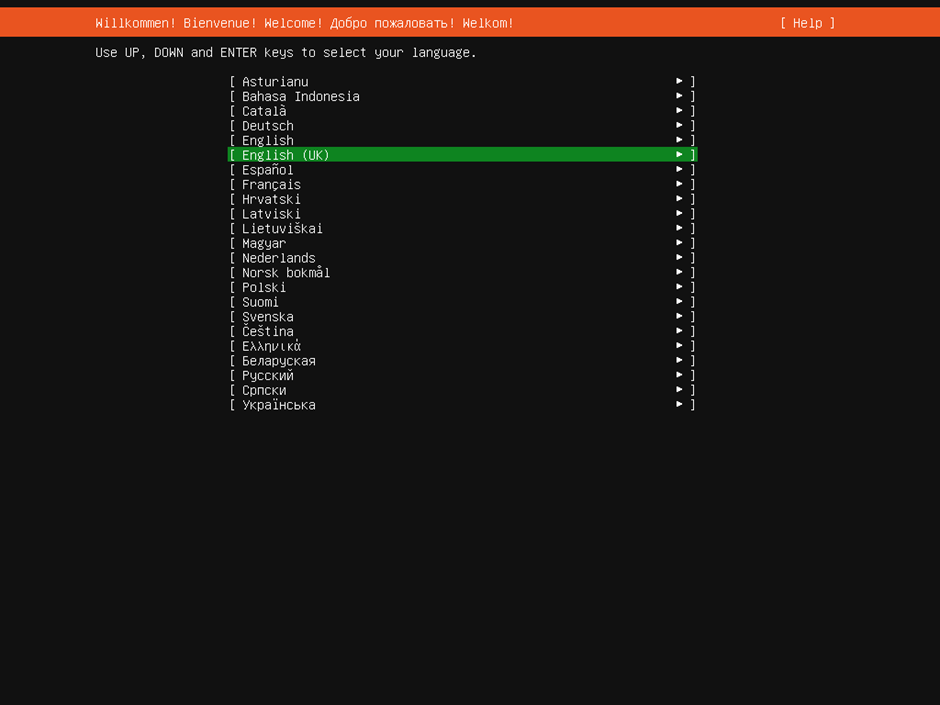 Willkommen! Bienvenue! Welcome! Добро пожаловать! Welkom! [ Help ]
Use UP, DOWN and ENTER keys to select your language.
[ Asturianu ► ]
[ Bahasa Indonesia ► ]
[ Català ► ]
[ Deutsch ► ]
[ English ► ]
[ English (UK) ► ]
[ Español ► ]
[ Français ► ]
[ Hrvatski ► ]
[ Latviski ► ]
[ Lietuviškai ► ]
[ Magyar ► ]
[ Nederlands ► ]
[ Norsk bokmål ► ]
[ Polski ► ]
[ Suomi ► ]
[ Svenska ► ]
[ Čeština ► ]
[ Ελληνικά ► ]
[ Беларуская ► ]
[ Русский ► ]
[ Српски ► ]
[ Українська ► ]